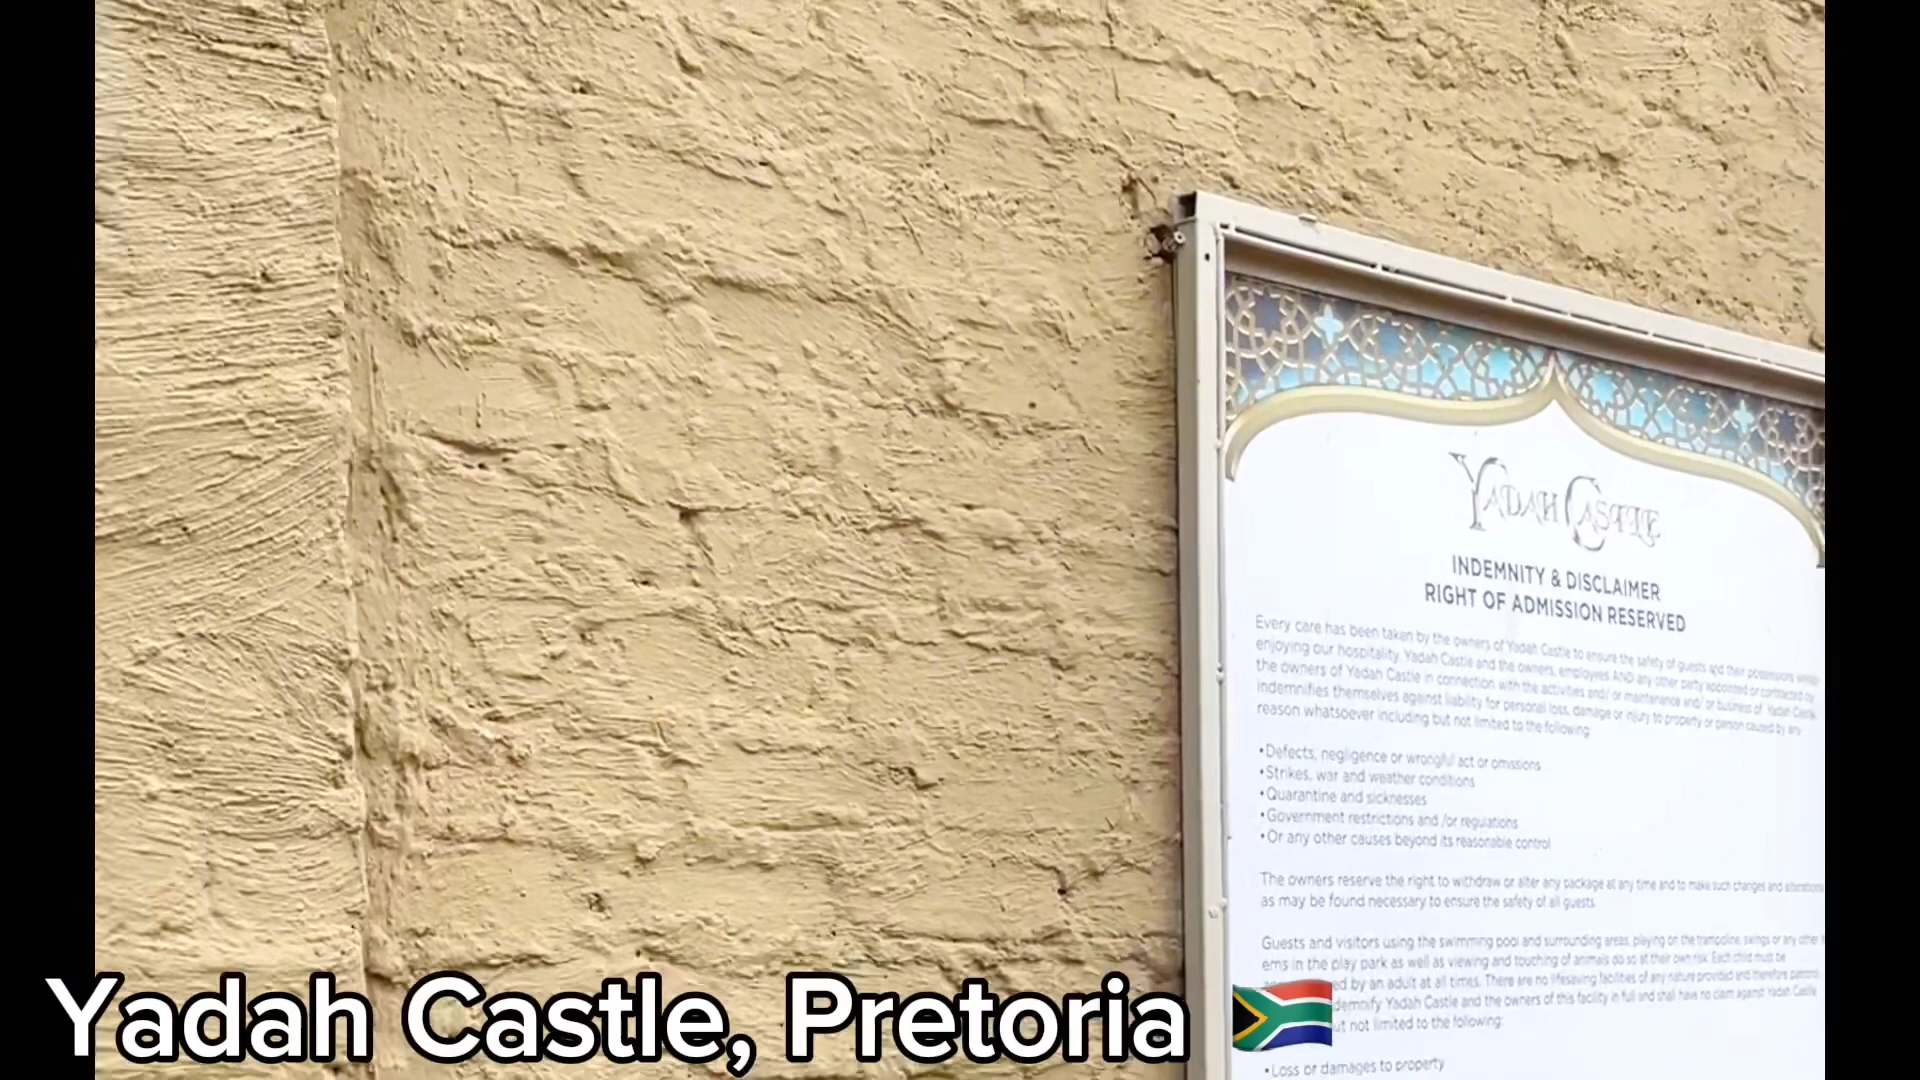 YADAH CASTLE
INDEMNITY & DISCLAIMER
RIGHT OF ADMISSION RESERVED
Every care has been taken by the owners of Yadah Castle to ensure the safety of guests and their possessions whilst
enjoying our hospitality. Yadah Castle and the owners, employees AND any other party appointed or contracted by
the owners of Yadah Castle in connection with the activities and/ or maintenance and/ or business of Yadah Castle,
indemnifies themselves against liability for personal loss, damage or injury to property or person caused by any
reason whatsoever including but not limited to the following:
•Defects, negligence or wrongful act or omissions
•Strikes, war and weather conditions
•Quarantine and sicknesses
•Government restrictions and /or regulations
•Or any other causes beyond its reasonable control
The owners reserve the right to withdraw or alter any package at any time and to make such changes and alterations
as may be found necessary to ensure the safety of all guests.
Guests and visitors using the swimming pool and surrounding areas, playing on the trampoline, swings or any other
ems in the play park as well as viewing and touching of animals do so at their own risk. Each child must be
ed by an adult at all times. There are no lifesaving facilities of any nature provided and therefore
demnify Yadah Castle and the owners of this facility in full and shall have no claim against Yadah Castle
ut not limited to the following:
•Loss or damages to property
Yadah Castle, Pretoria